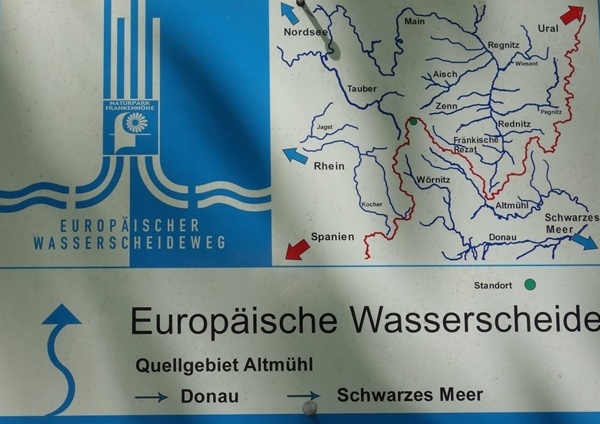 NATURPARK
FRANKENHÖHE
EUROPÄISCHER
WASSERSCHEIDEWEG
Nordsee
Main
Ural
Regnitz
Wiesent
Aisch
Tauber
Zenn
Pegnitz
Rednitz
Jagst
Fränkische
Rezat
Rhein
Wörnitz
Kocher
Altmühl
Schwarzes
Meer
Spanien
Donau
Standort
Europäische Wasserscheide
Quellgebiet Altmühl
Donau
Schwarzes Meer